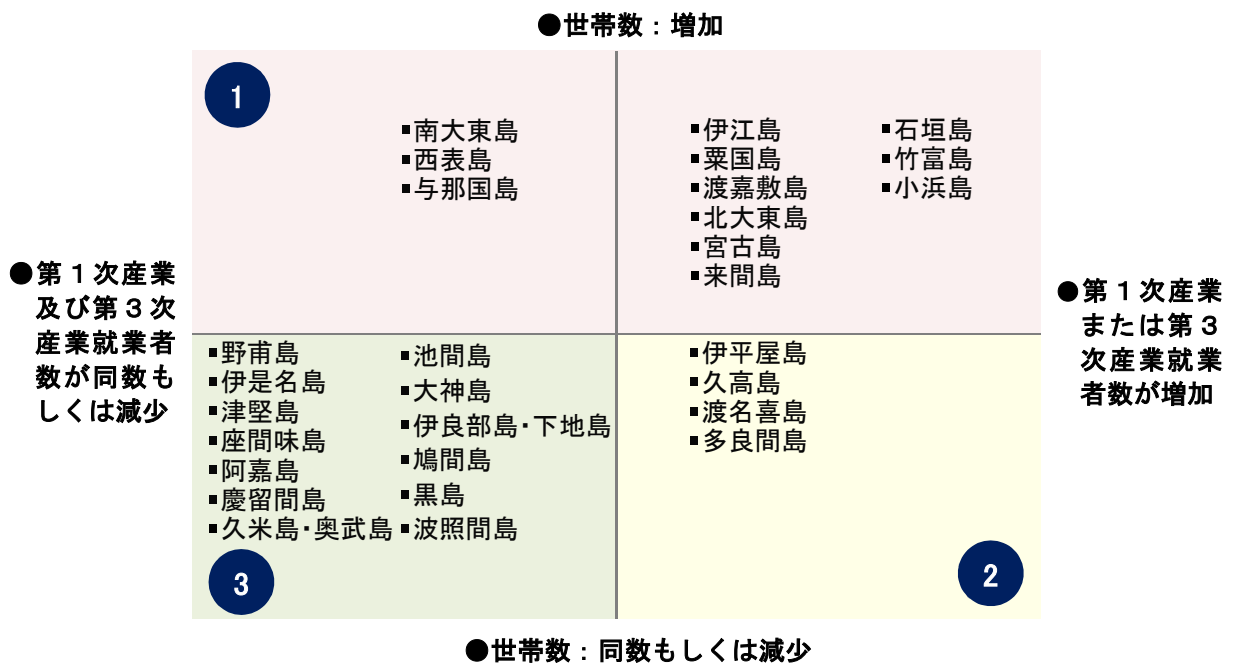 ●世帯数：増加
1
▪南大東島
▪西表島
▪与那国島
▪伊江島
▪粟国島
▪渡嘉敷島
▪北大東島
▪宮古島
▪来間島
▪石垣島
▪竹富島
▪小浜島
●第１次産業
及び第３次
産業就業者
数が同数も
しくは減少
●第１次産業
または第３
次産業就業
者数が増加
▪野甫島
▪伊是名島
▪津堅島
▪座間味島
▪阿嘉島
▪慶留間島
▪久米島・奥武島
▪池間島
▪大神島
▪伊良部島・下地島
▪鳩間島
▪黒島
▪波照間島
3
▪伊平屋島
▪久高島
▪渡名喜島
▪多良間島
2
●世帯数：同数もしくは減少